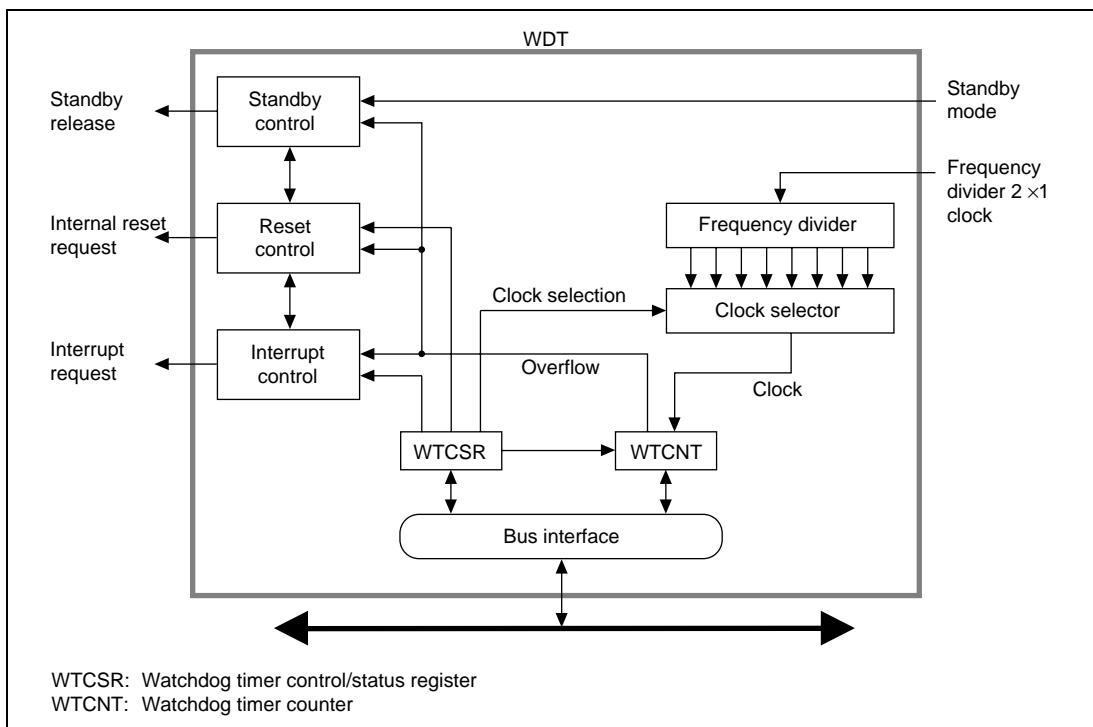 WDT
Standby
release
Standby
control
Standby
mode
Frequency
divider 2 ×1
clock
Internal reset
request
Reset
control
Frequency divider
Clock selection
Clock selector
Interrupt
request
Interrupt
control
Overflow
Clock
WTCSR
WTCNT
Bus interface
WTCSR: Watchdog timer control/status register
WTCNT: Watchdog timer counter